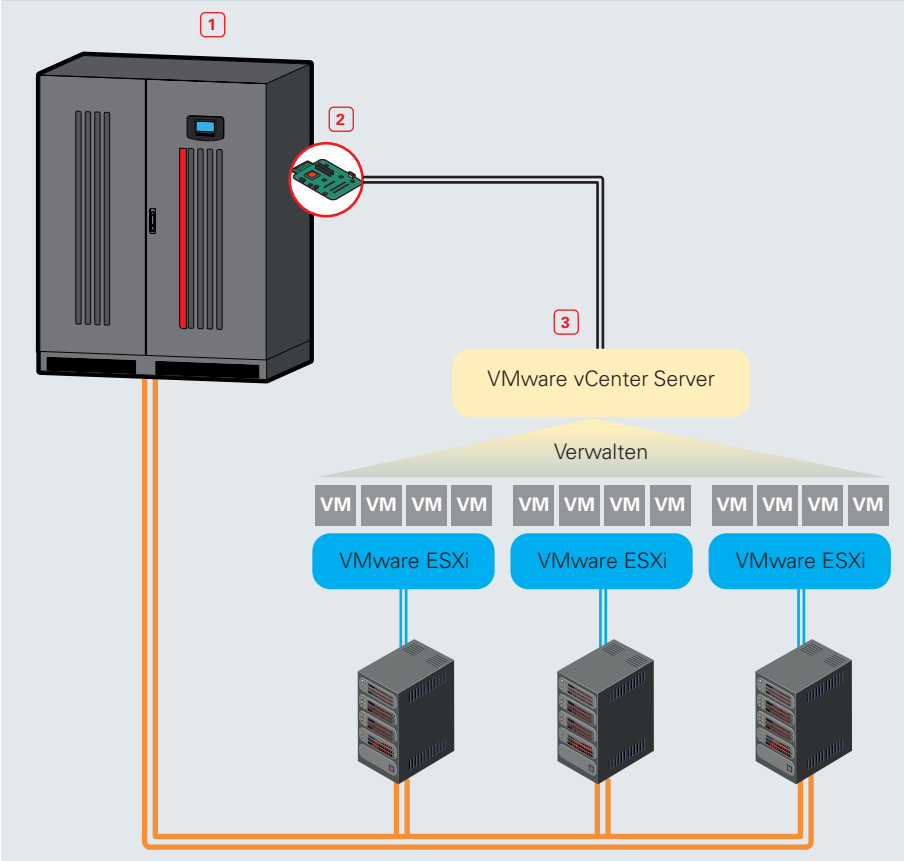 1
2
3
VMware vCenter Server
Verwalten
VM VM VM VM VM VM VM VM VM VM VM VM
VMware ESXi VMware ESXi VMware ESXi